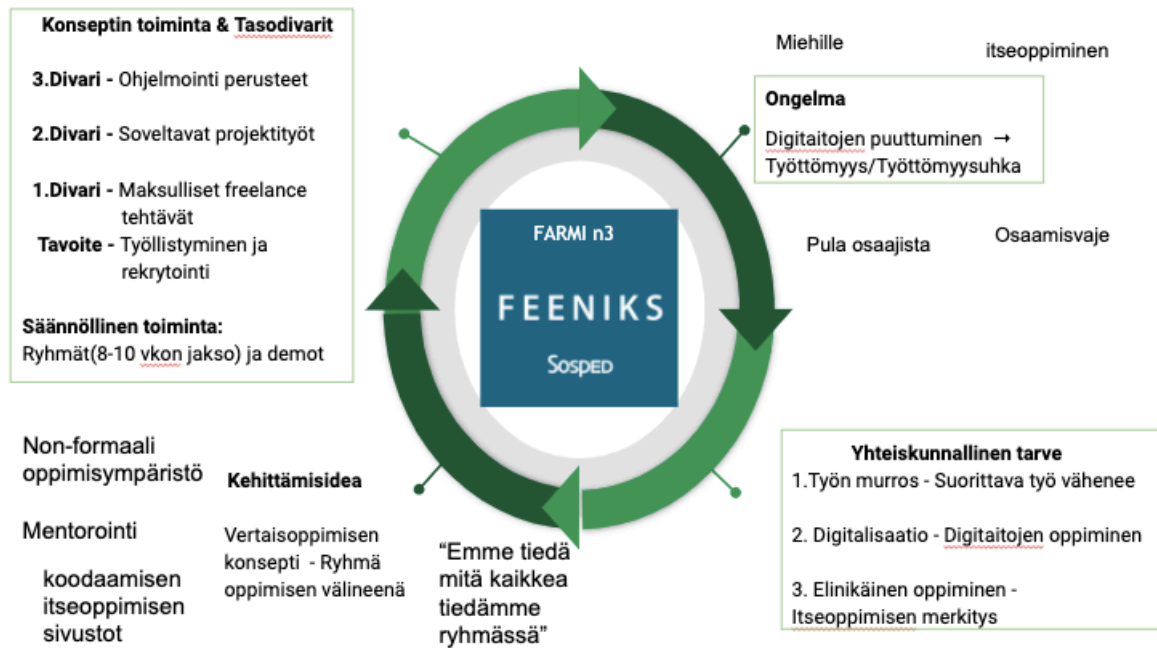 Konseptin toiminta & Tasodivarit
3.Divari - Ohjelmointi perusteet
2.Divari - Soveltavat projektityöt
1.Divari - Maksulliset freelance
tehtävät
Tavoite - Työllistyminen ja
rekrytointi
Säännöllinen toiminta:
Ryhmät(8-10 vkon jakso) ja demot
Miehille
itseoppiminen
Ongelma
Digitaitojen puuttuminen →
Työttömyys/Työttömyysuhka
Pula osaajista
Osaamisvaje
FARMI n3
FEENIKS
SOSPED
Yhteiskunnallinen tarve
1.Työn murros - Suorittava työ vähenee
2. Digitalisaatio - Digitaitojen oppiminen
3. Elinikäinen oppiminen -
Itseoppimisen merkitys
Non-formaali
oppimisympäristö
Mentorointi
koodaamisen
itseoppimisen
sivustot
Kehittämisidea
Vertaisoppimisen
konsepti - Ryhmä
oppimisen välineenä
“Emme tiedä
mitä kaikkea
tiedämme
ryhmässä”